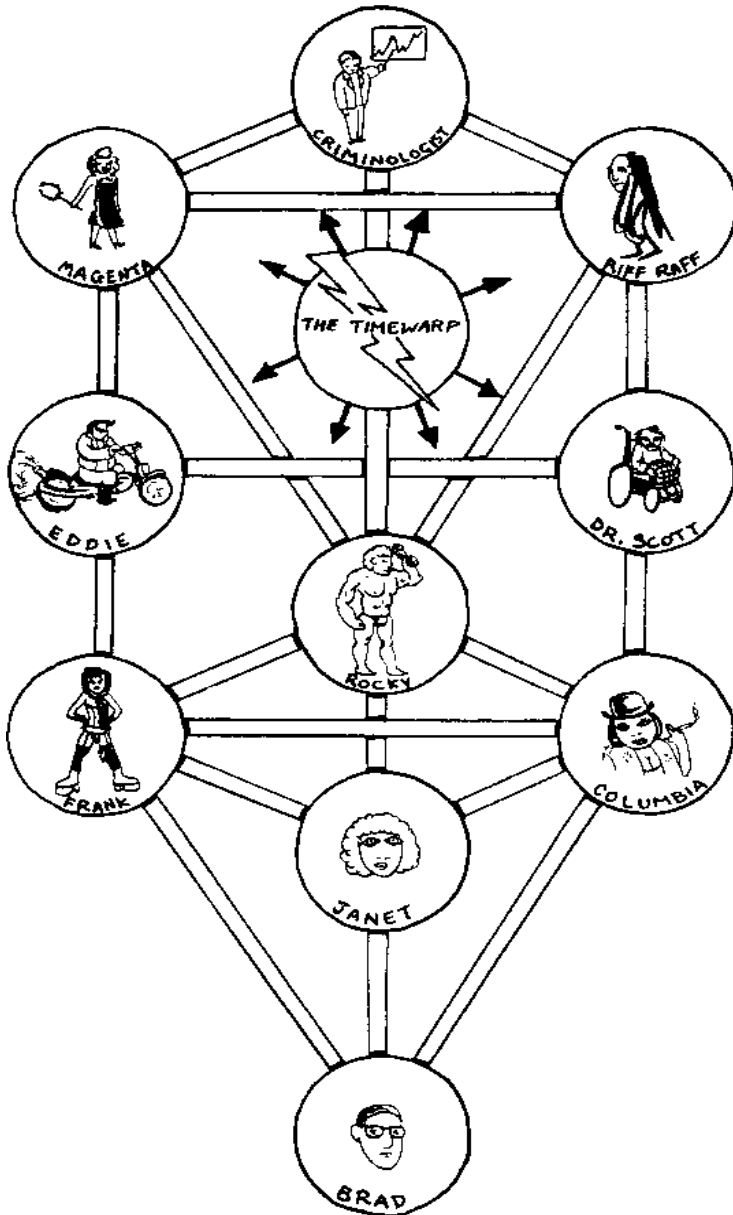 CRIMINOLOGIST
MAGENTA
RIFF RAFF
THE TIMEWARP
EDDIE
DR. SCOTT
ROCKY
FRANK
COLUMBIA
JANET
BRAD